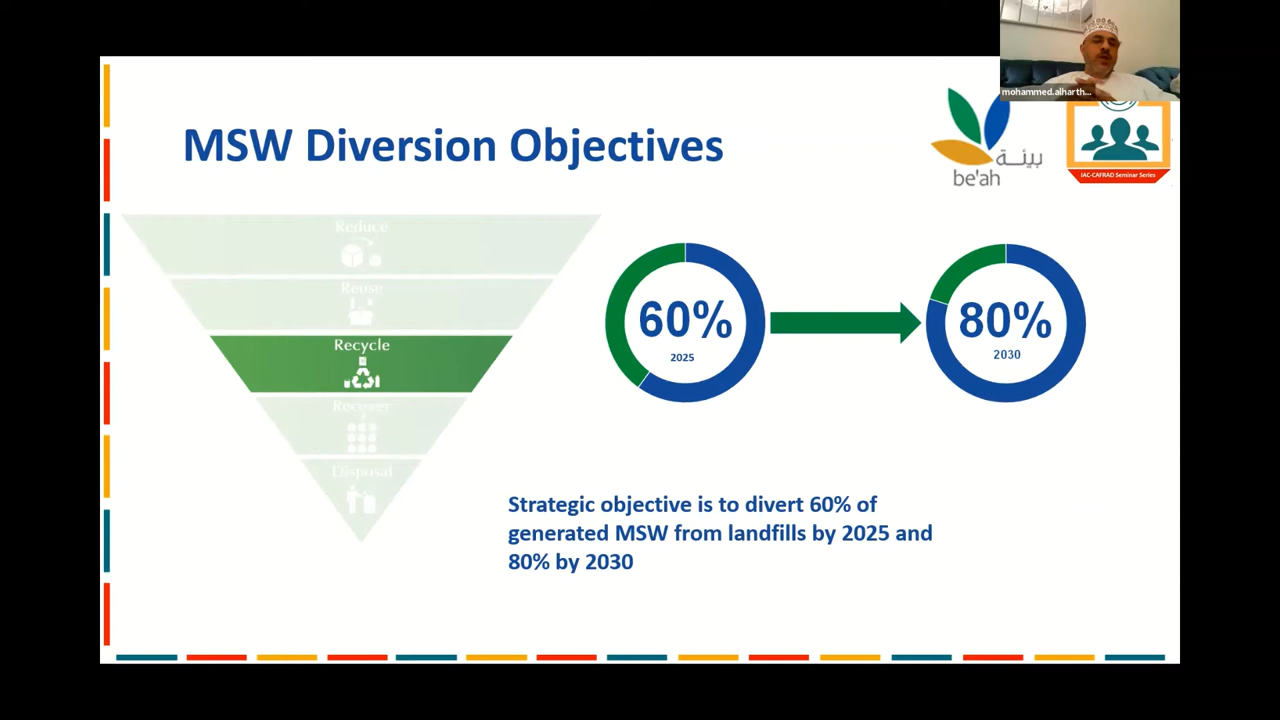 mohammed.alharth...
MSW Diversion Objectives
بيئة
be'ah
IAC-CAFRAD Seminar Series
Reduce
Reuse
Recycle
Recover
Disposal
60%
2025
80%
2030
Strategic objective is to divert 60% of
generated MSW from landfills by 2025 and
80% by 2030